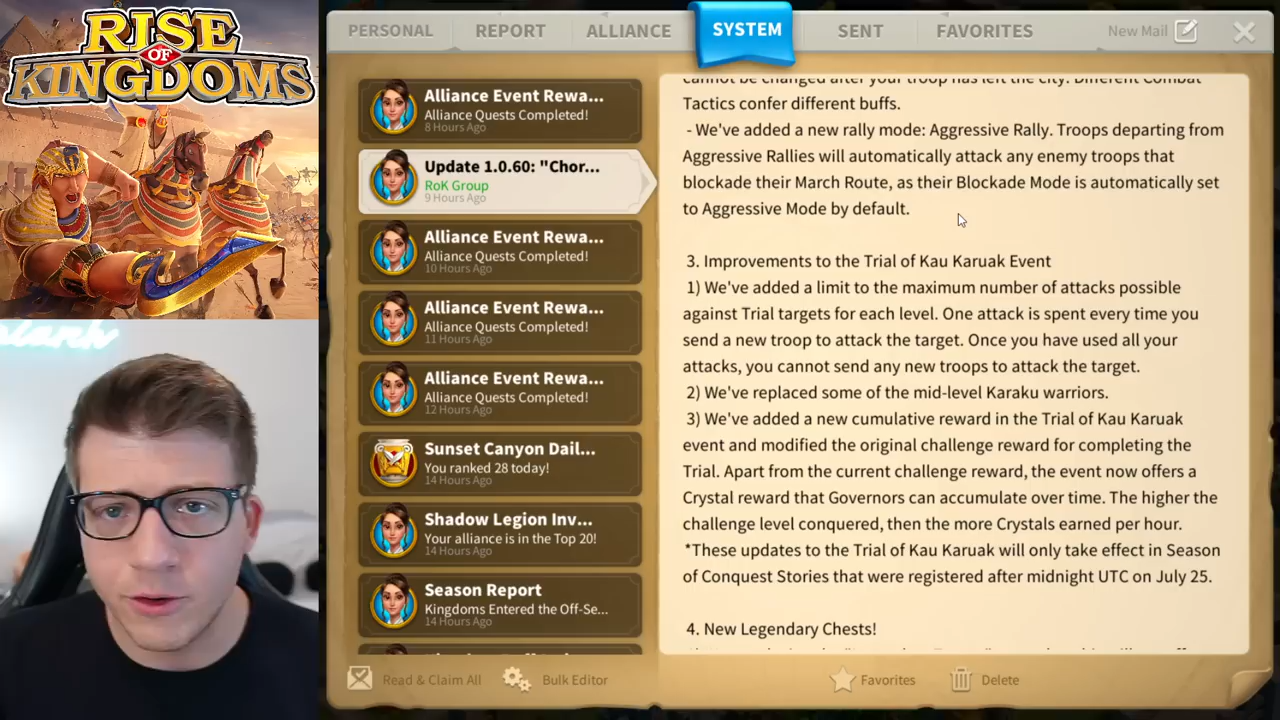 RISE
OF
KINGDOMS
PERSONAL
REPORT
ALLIANCE
SYSTEM
SENT
FAVORITES
New Mail
Alliance Event Rewa...
Alliance Quests Completed!
8 Hours Ago
Update 1.0.60: "Chor...
RoK Group
9 Hours Ago
Alliance Event Rewa...
Alliance Quests Completed!
10 Hours Ago
Alliance Event Rewa...
Alliance Quests Completed!
11 Hours Ago
Alliance Event Rewa...
Alliance Quests Completed!
12 Hours Ago
Sunset Canyon Dail...
You ranked 28 today!
14 Hours Ago
Shadow Legion Inv...
Your alliance is in the Top 20!
14 Hours Ago
Season Report
Kingdoms Entered the Off-Se...
14 Hours Ago
cannot be changed after your troop has left the city. Different Combat
Tactics confer different buffs.
- We've added a new rally mode: Aggressive Rally. Troops departing from
Aggressive Rallies will automatically attack any enemy troops that
blockade their March Route, as their Blockade Mode is automatically set
to Aggressive Mode by default.
3. Improvements to the Trial of Kau Karuak Event
1) We've added a limit to the maximum number of attacks possible
against Trial targets for each level. One attack is spent every time you
send a new troop to attack the target. Once you have used all your
attacks, you cannot send any new troops to attack the target.
2) We've replaced some of the mid-level Karaku warriors.
3) We've added a new cumulative reward in the Trial of Kau Karuak
event and modified the original challenge reward for completing the
Trial. Apart from the current challenge reward, the event now offers a
Crystal reward that Governors can accumulate over time. The higher the
challenge level conquered, then the more Crystals earned per hour.
*These updates to the Trial of Kau Karuak will only take effect in Season
of Conquest Stories that were registered after midnight UTC on July 25.
4. New Legendary Chests!
Read & Claim All
Bulk Editor
Favorites
Delete